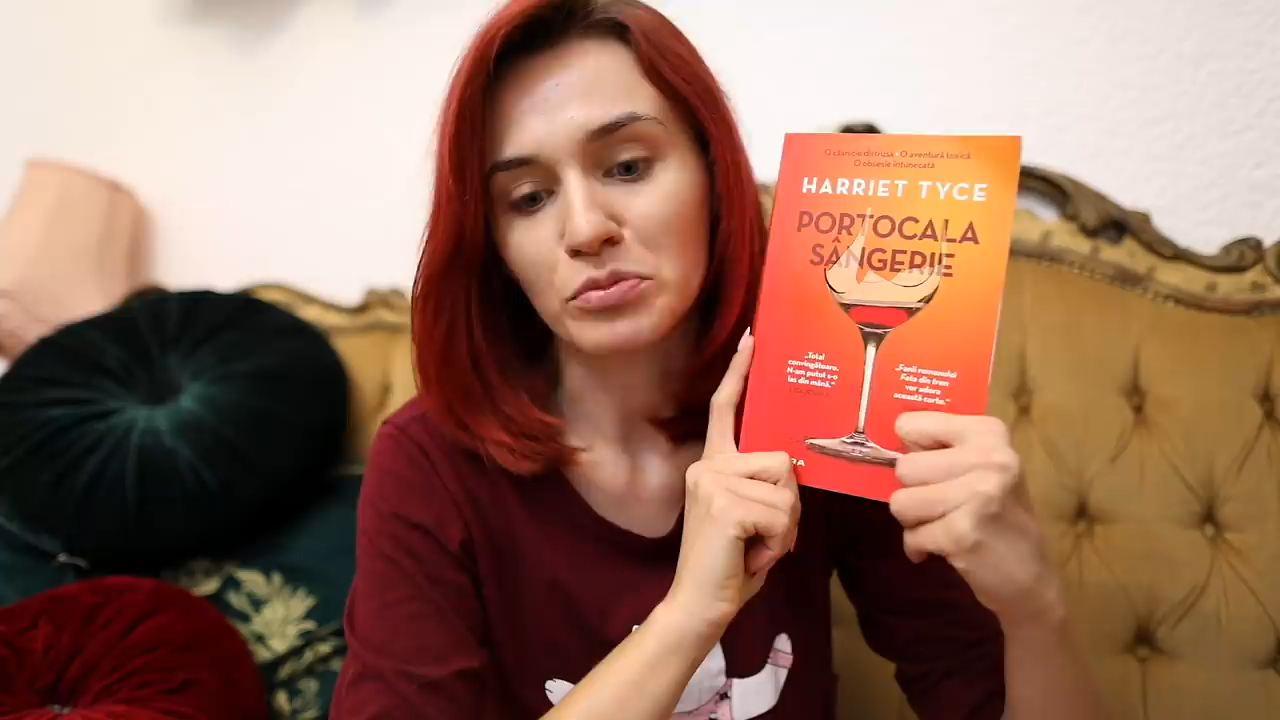 O căsnicie distrusă • O aventură toxică
O obsesie întunecată
HARRIET TYCE
PORTOCALA
SÂNGERIE
„Total
convingătoare.
N-am putut s-o
las din mână.”
„Fanii romanului
Fata din tren
vor adora
această carte.”
RA